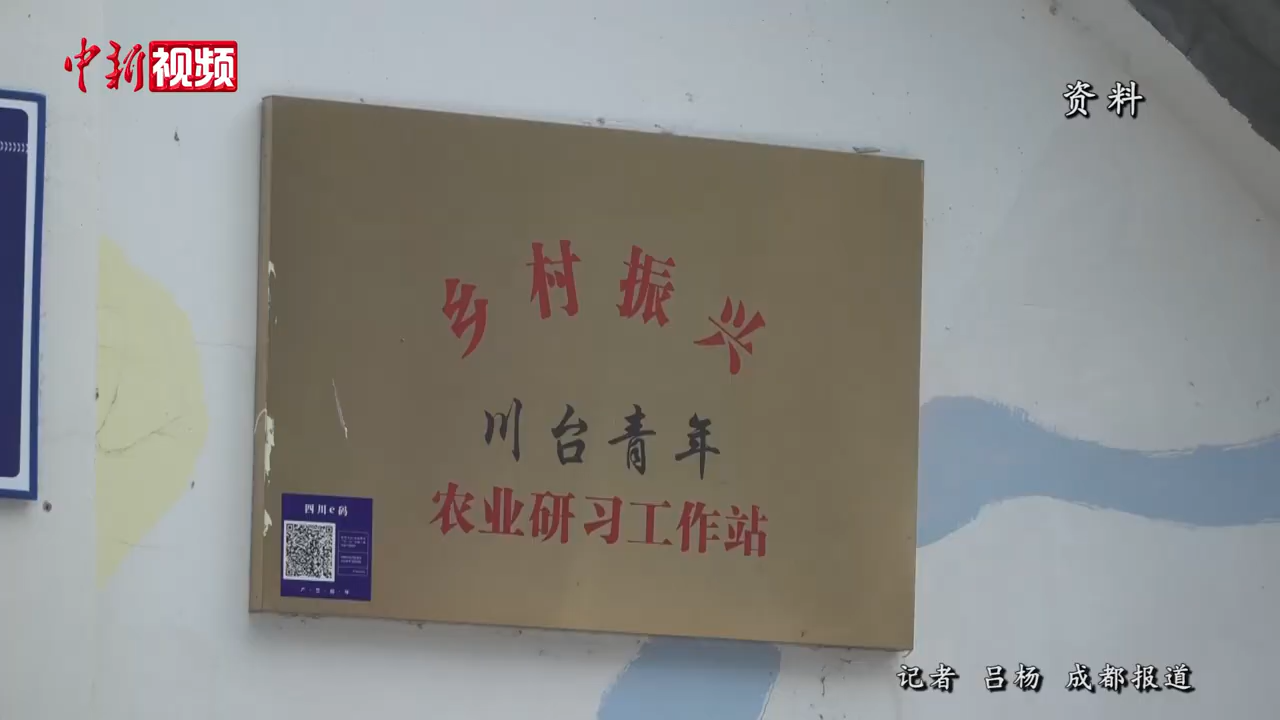 中新视频
资料
乡村振兴
川台青年
农业研习工作站
四川e码
记者 吕杨 成都报道